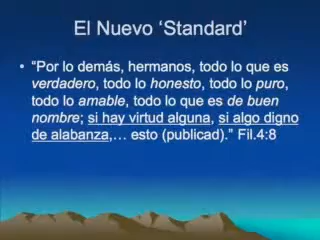 El Nuevo ‘Standard’
• “Por lo demás, hermanos, todo lo que es
verdadero, todo lo honesto, todo lo puro,
todo lo amable, todo lo que es de buen
nombre; si hay virtud alguna, si algo digno
de alabanza,… esto (publicad).” Fil.4:8